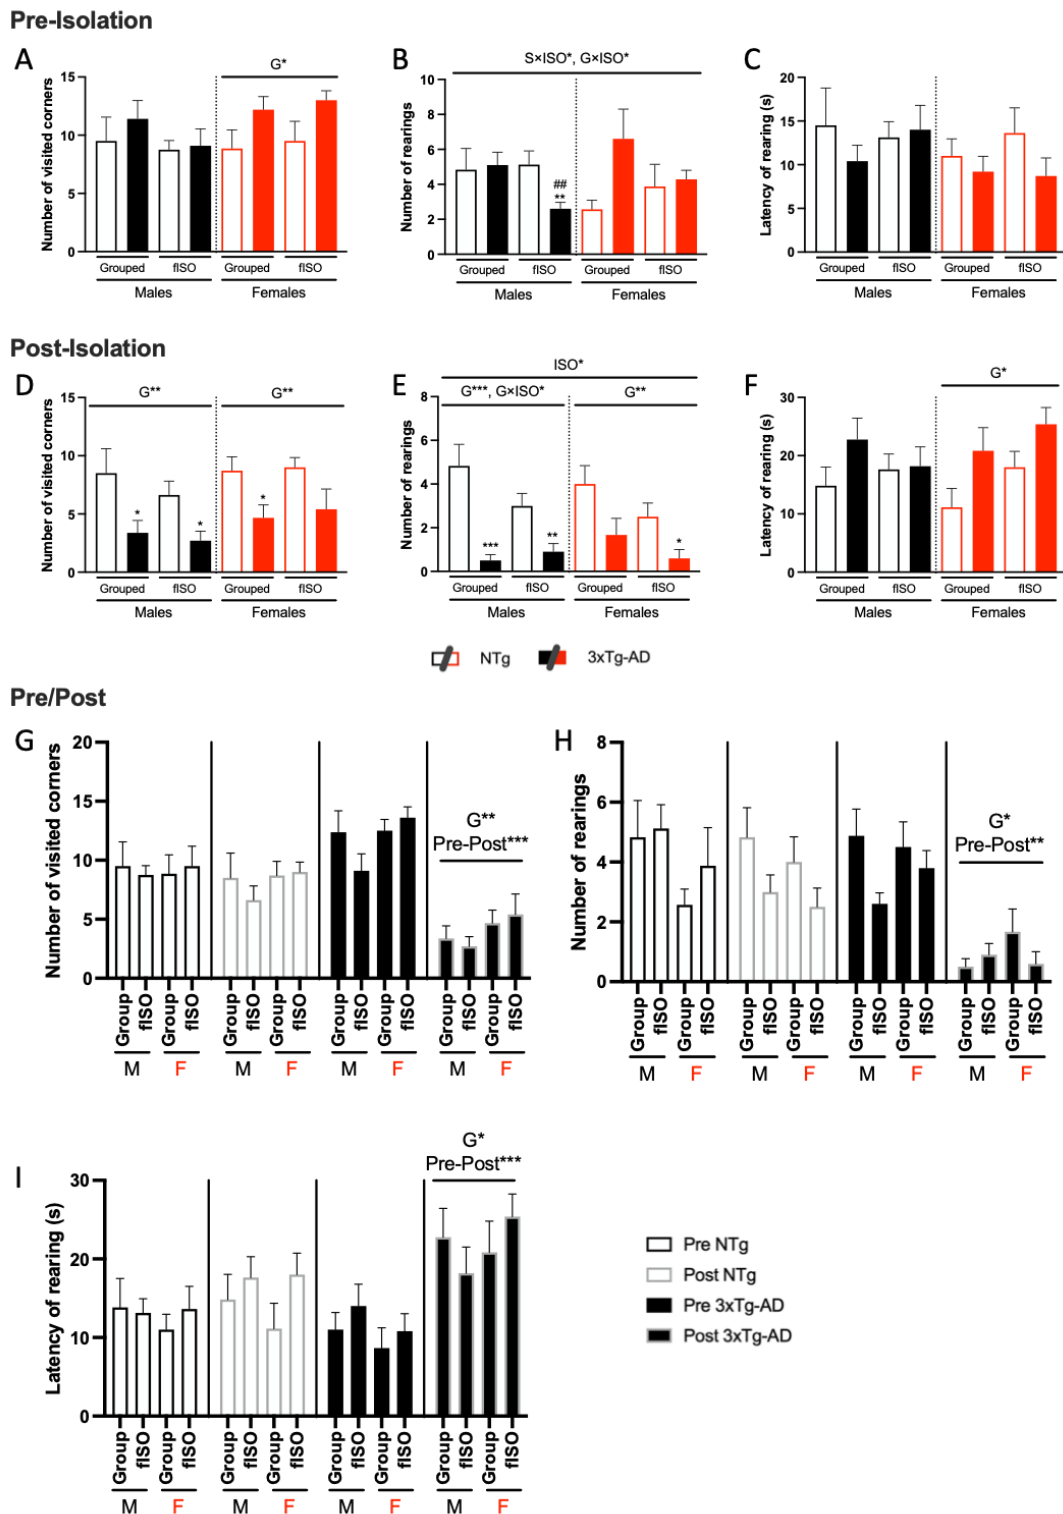 Pre-Isolation
A
G*
Number of visited corners
15
10
5
0
Grouped fISO Grouped fISO
Males Females
B
S×ISO*, G×ISO*
Number of rearings
10
8
6
4
2
0
##
**
Grouped fISO Grouped fISO
Males Females
C
Latency of rearing (s)
20
15
10
5
0
Grouped fISO Grouped fISO
Males Females
Post-Isolation
D
G** G**
Number of visited corners
15
10
5
0
* * *
Grouped fISO Grouped fISO
Males Females
E
ISO*
G***, G×ISO* G**
Number of rearings
8
6
4
2
0
*** ** *
Grouped fISO Grouped fISO
Males Females
F
G*
Latency of rearing (s)
30
20
10
0
Grouped fISO Grouped fISO
Males Females
NTg 3xTg-AD
Pre/Post
G
Number of visited corners
20
15
10
5
0
G**
Pre-Post***
Group fISO Group fISO Group fISO Group fISO Group fISO Group fISO Group fISO Group fISO
M F M F M F M F
H
Number of rearings
8
6
4
2
0
G*
Pre-Post**
Group fISO Group fISO Group fISO Group fISO Group fISO Group fISO Group fISO Group fISO
M F M F M F M F
I
G*
Pre-Post***
Latency of rearing (s)
30
20
10
0
Group fISO Group fISO Group fISO Group fISO Group fISO Group fISO Group fISO Group fISO
M F M F M F M F
Pre NTg
Post NTg
Pre 3xTg-AD
Post 3xTg-AD